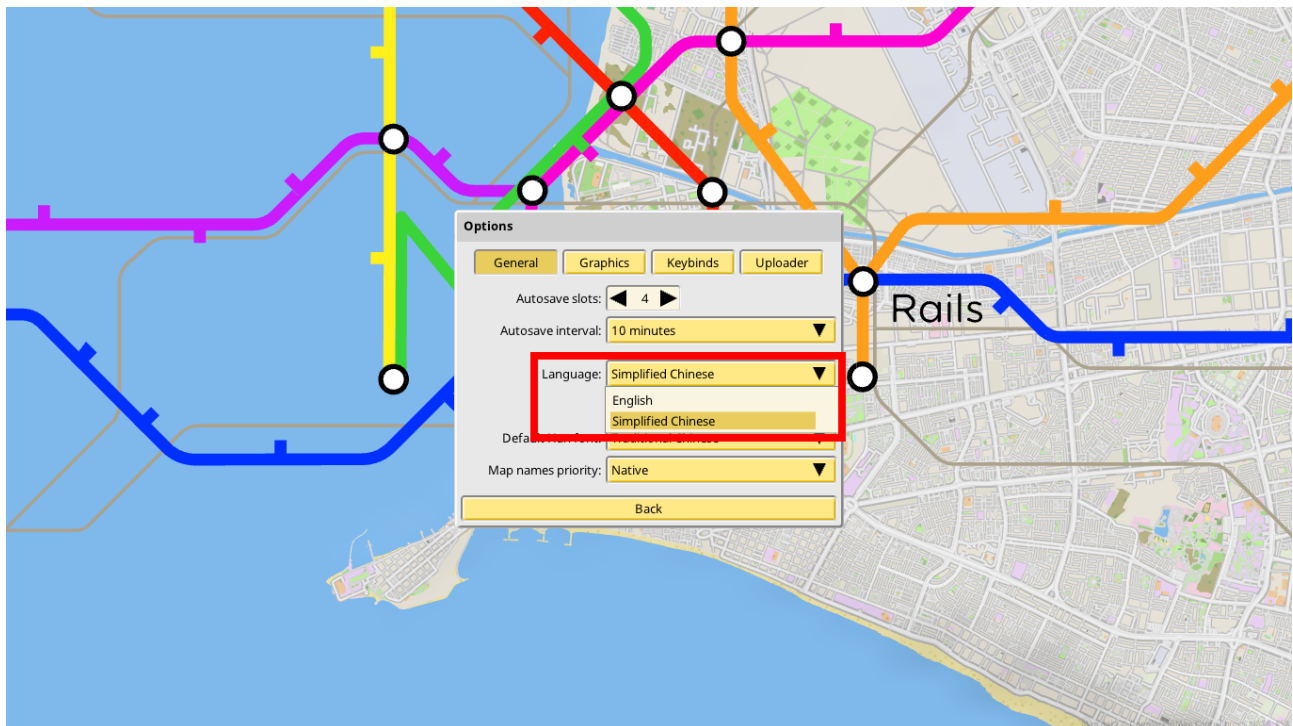 Options
General Graphics Keybinds Uploader
Autosave slots: 4
Autosave interval: 10 minutes
Rails
Language: Simplified Chinese
English
Simplified Chinese
Map names priority: Native
Back